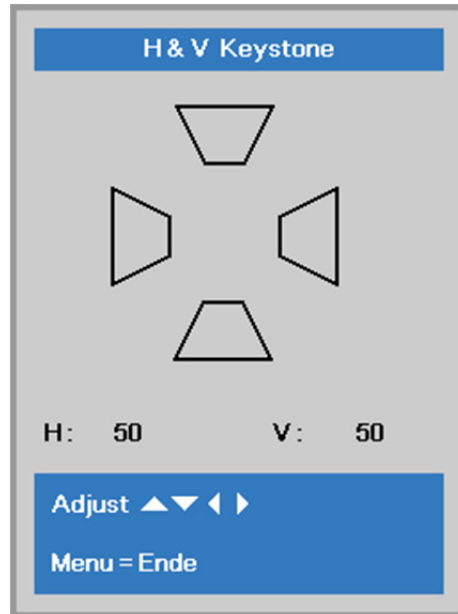 H & V Keystone
H: 50 V: 50
Adjust ▲▼◀▶
Menu = Ende